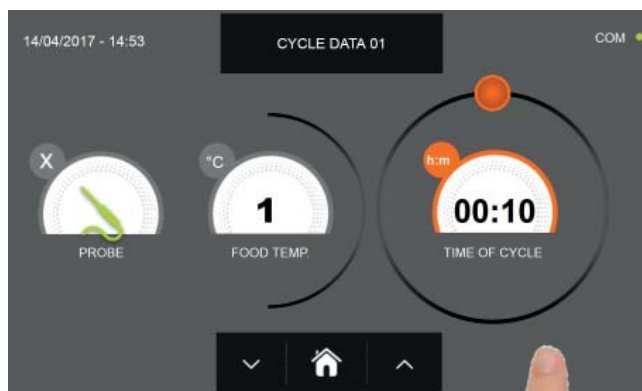 14/04/2017 - 14:53
CYCLE DATA 01
COM
X
PROBE
°C
1
FOOD TEMP.
h:m
00:10
TIME OF CYCLE